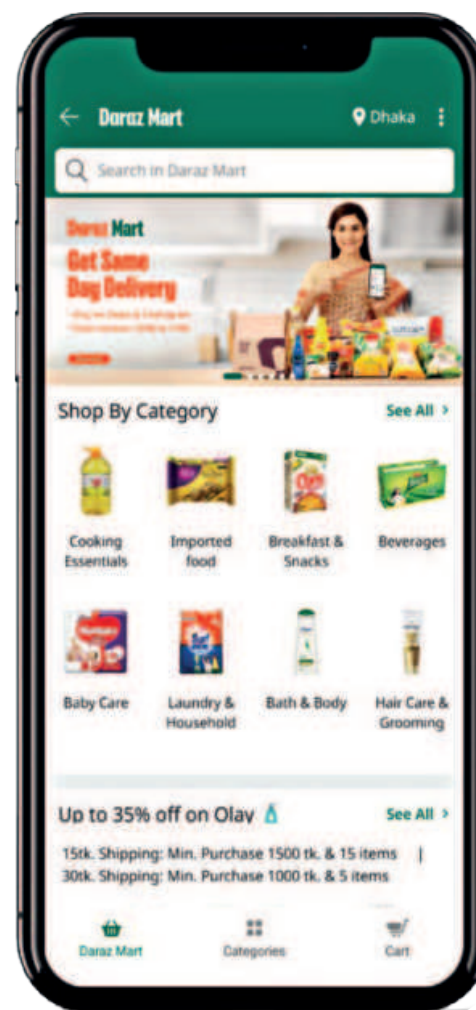 Daraz Mart
Dhaka
Search in Daraz Mart
Daraz Mart
Get Same
Day Delivery
Shop By Category
See All >
Cooking
Essentials
Imported
food
Breakfast &
Snacks
Beverages
Baby Care
Laundry &
Household
Bath & Body
Hair Care &
Grooming
Up to 35% off on Olay
See All >
15tk. Shipping: Min. Purchase 1500 tk. & 15 items |
30tk. Shipping: Min. Purchase 1000 tk. & 5 items
Daraz Mart
Categories
Cart